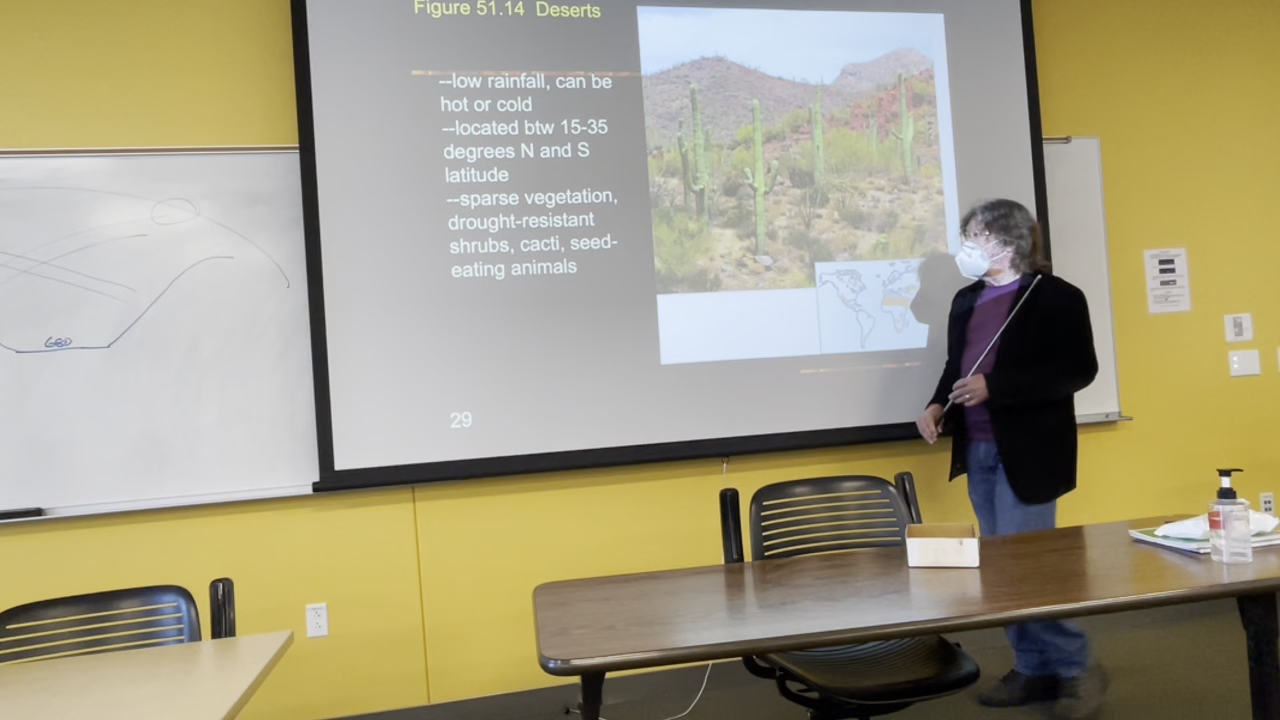 Figure 51.14 Deserts
--low rainfall, can be
hot or cold
--located btw 15-35
degrees N and S
latitude
--sparse vegetation,
drought-resistant
shrubs, cacti, seed-
eating animals
29